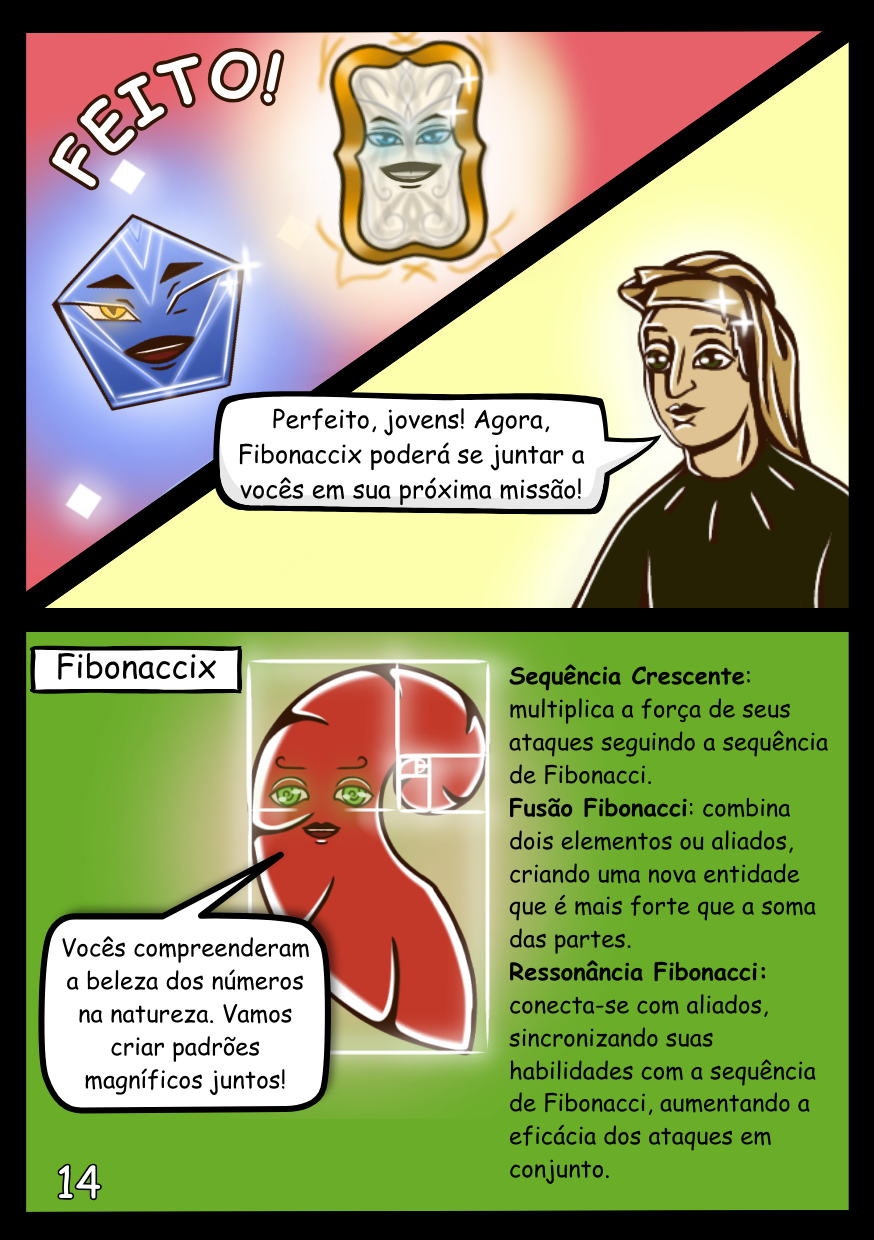 FEITO!
Perfeito, jovens! Agora,
Fibonaccix poderá se juntar a
vocês em sua próxima missão!
Fibonaccix
Sequência Crescente:
multiplica a força de seus
ataques seguindo a sequência
de Fibonacci.
Fusão Fibonacci: combina
dois elementos ou aliados,
criando uma nova entidade
que é mais forte que a soma
das partes.
Ressonância Fibonacci:
conecta-se com aliados,
sincronizando suas
habilidades com a sequência
de Fibonacci, aumentando a
eficácia dos ataques em
conjunto.
Vocês compreenderam
a beleza dos números
na natureza. Vamos
criar padrões
magníficos juntos!
14